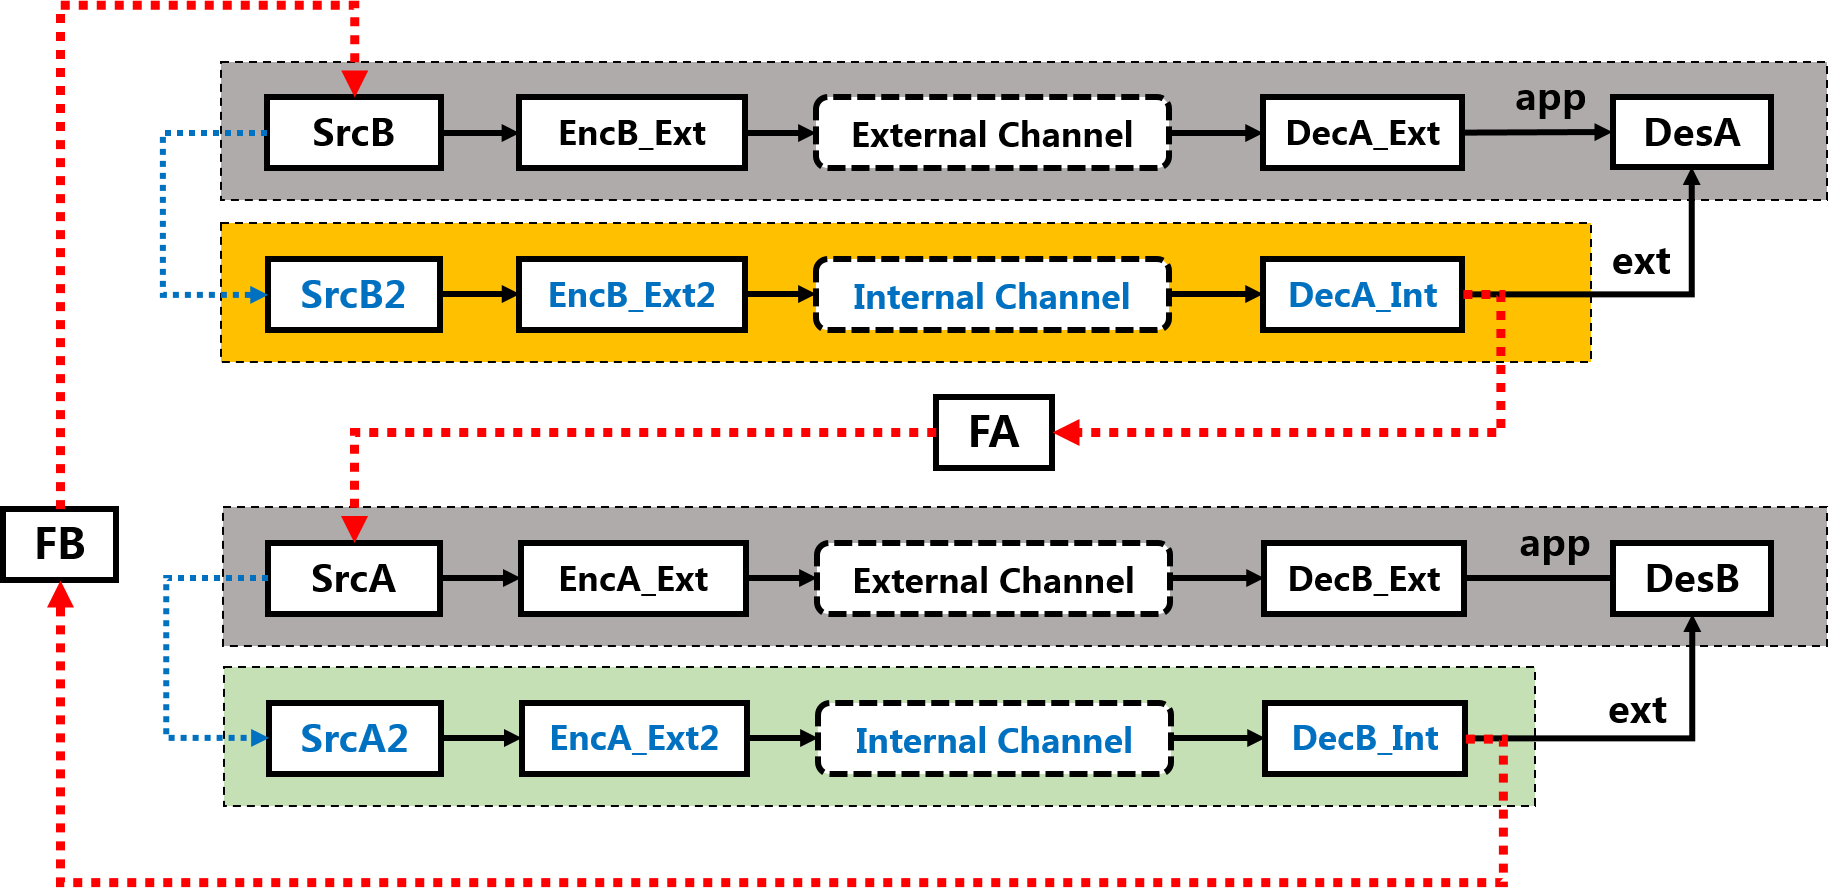 app
SrcB
EncB_Ext
External Channel
DecA_Ext
DesA
ext
SrcB2
EncB_Ext2
Internal Channel
DecA_Int
FA
FB
app
SrcA
EncA_Ext
External Channel
DecB_Ext
DesB
ext
SrcA2
EncA_Ext2
Internal Channel
DecB_Int